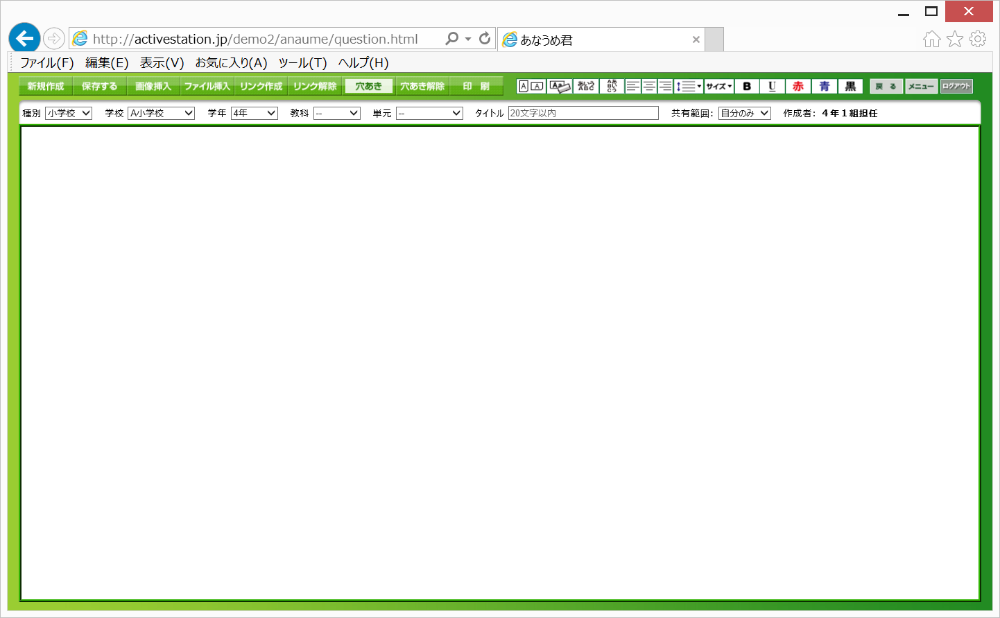 http://activestation.jp/demo2/anaume/question.html
あなうめ君
ファイル(F) 編集(E) 表示(V) お気に入り(A) ツール(T) ヘルプ(H)
新規作成 保存する 画像挿入 ファイル挿入 リンク作成 リンク解除 穴あき 穴あき解除 印 刷 A A Aa あいう ABC サイズ B U 赤 青 黒 戻 る メニュー ログアウト
種別 小学校 学校 A小学校 学年 4年 教科 -- 単元 -- タイトル 20文字以内 共有範囲: 自分のみ 作成者: 4年1組担任